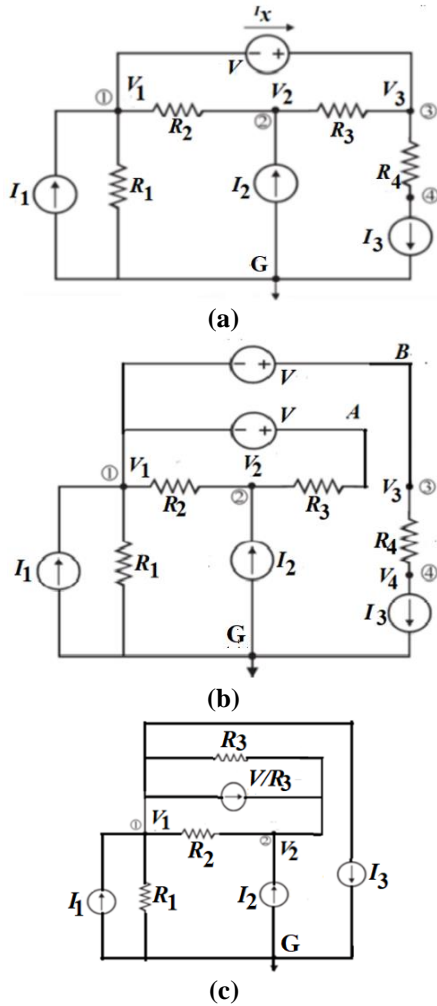 Ix
V
① V1 V2 V3 ③
②
R2 R3
R4
④
I1 R1 I2 I3
G
(a)
B
V
V A
① V1 V2 V3 ③
②
R2 R3
R4
V4 ④
I1 R1 I2 I3
G
(b)
R3
V/R3
① V1 R2 ② V2
I3
I1 R1 I2
G
(c)